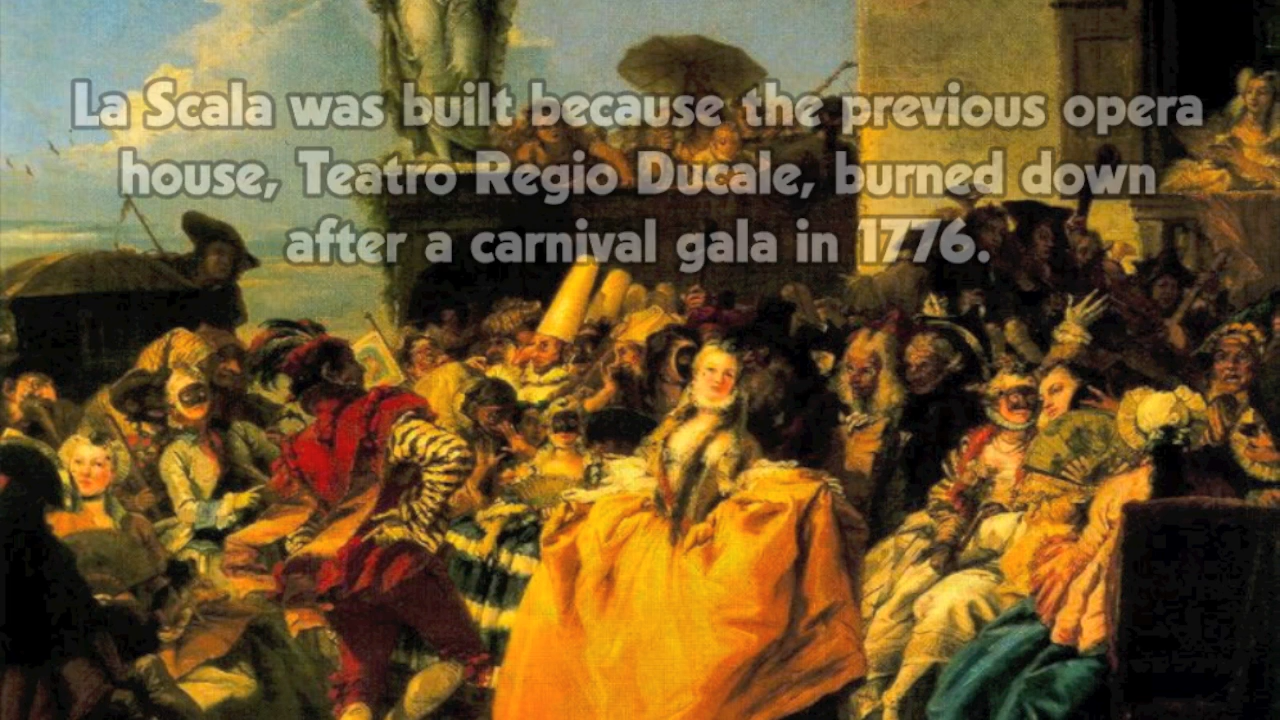 La Scala was built because the previous opera
house, Teatro Regio Ducale, burned down
after a carnival gala in 1776.